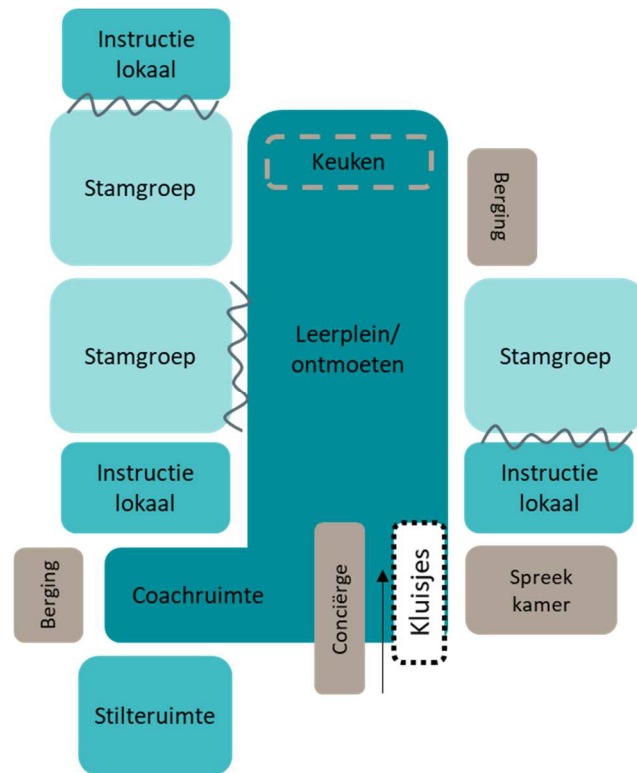 Instructie
lokaal
Stamgroep
Keuken
Berging
Stamgroep
Leerplein/
ontmoeten
Stamgroep
Instructie
lokaal
Instructie
lokaal
Berging
Coachruimte
Conciërge
Kluisjes
Spreek
kamer
Stilteruimte